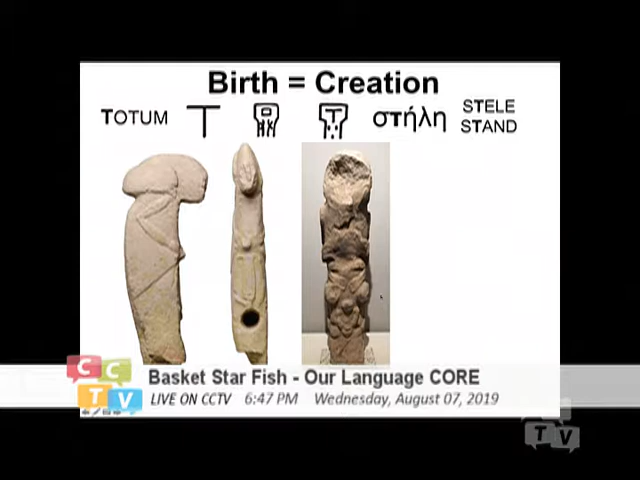 Birth = Creation
TOTUM
στήλη
STELE
STAND
CCTV
Basket Star Fish - Our Language CORE
LIVE ON CCTV 6:47 PM Wednesday, August 07, 2019
TV